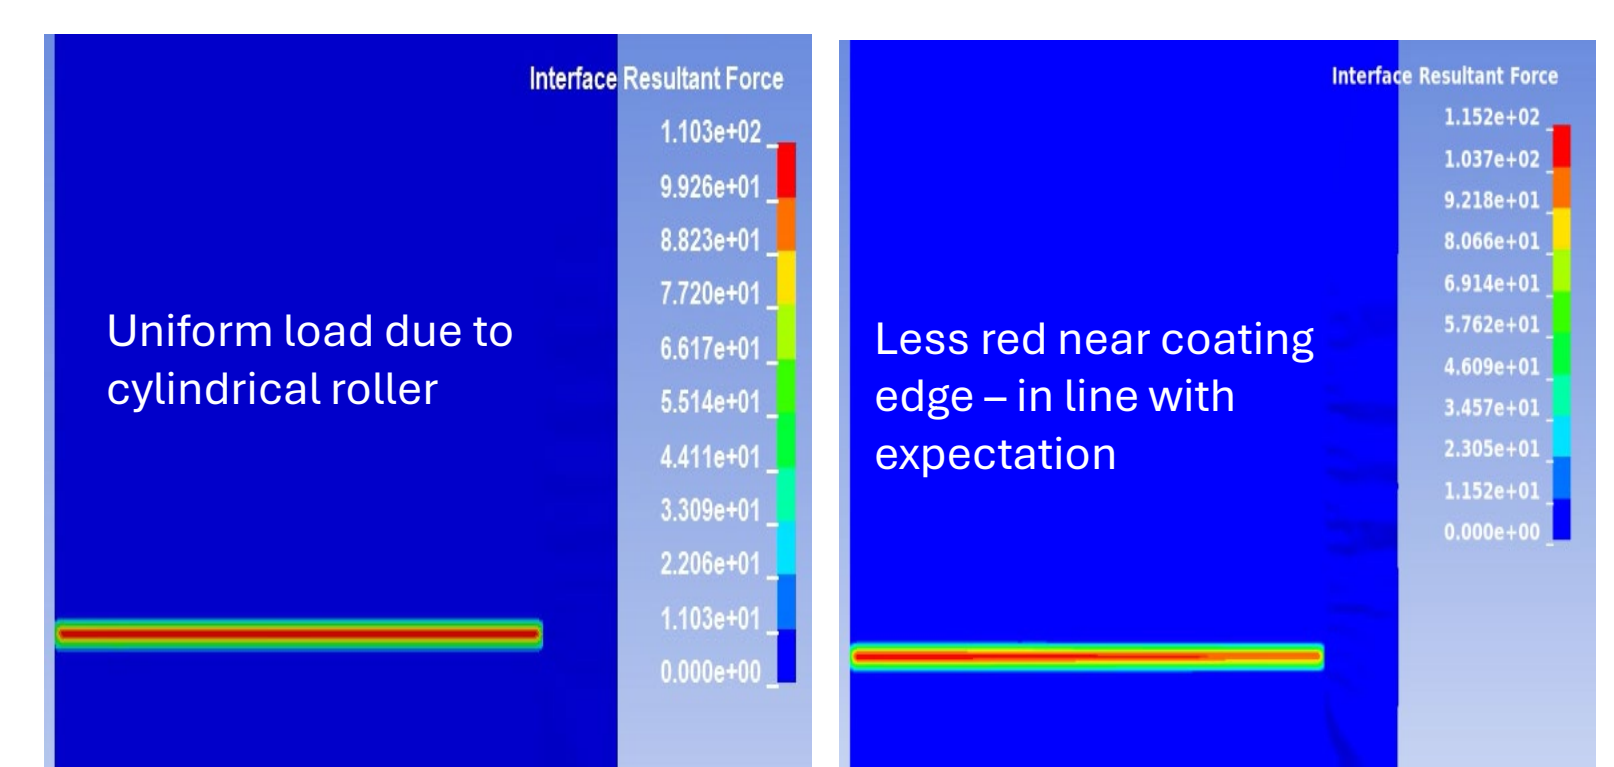 Interface Resultant Force
1.103e+02
9.926e+01
8.823e+01
7.720e+01
6.617e+01
5.514e+01
4.411e+01
3.309e+01
2.206e+01
1.103e+01
0.000e+00
Uniform load due to
cylindrical roller
Interface Resultant Force
1.152e+02
1.037e+02
9.218e+01
8.066e+01
6.914e+01
5.762e+01
4.609e+01
3.457e+01
2.305e+01
1.152e+01
0.000e+00
Less red near coating
edge – in line with
expectation